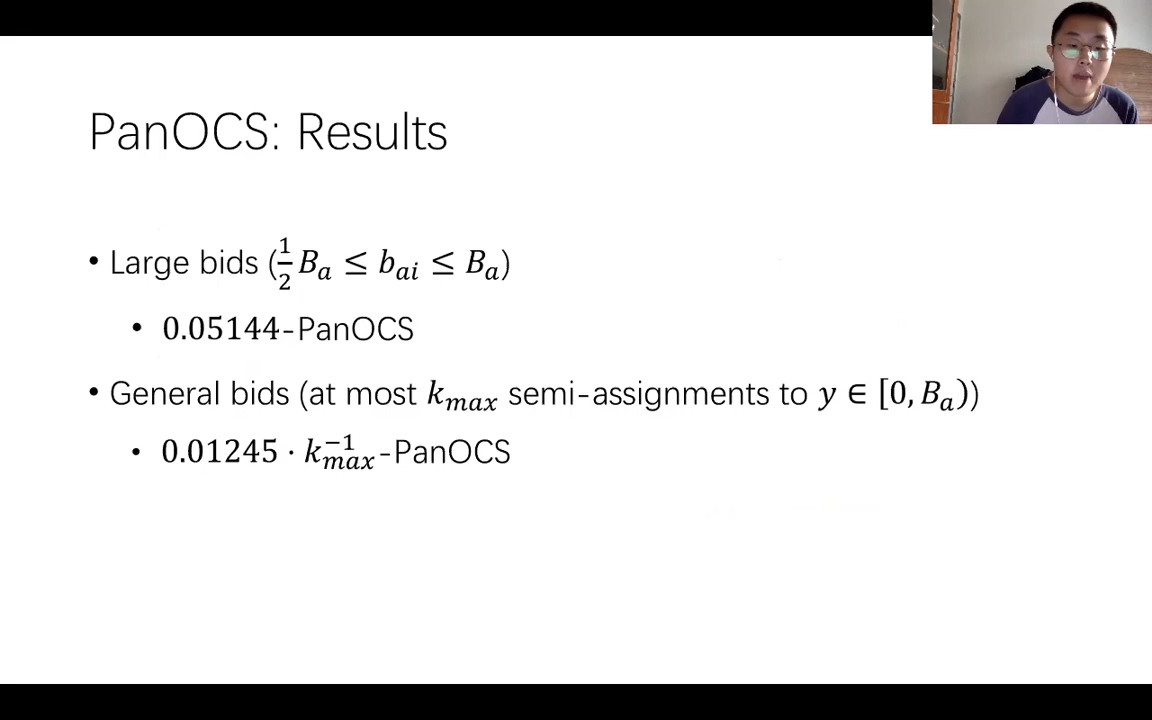 PanOCS: Results
• Large bids (½B_a ≤ b_ai ≤ B_a)
• 0.05144-PanOCS
• General bids (at most k_max semi-assignments to y ∈ [0, B_a))
• 0.01245 · k_max^−1-PanOCS